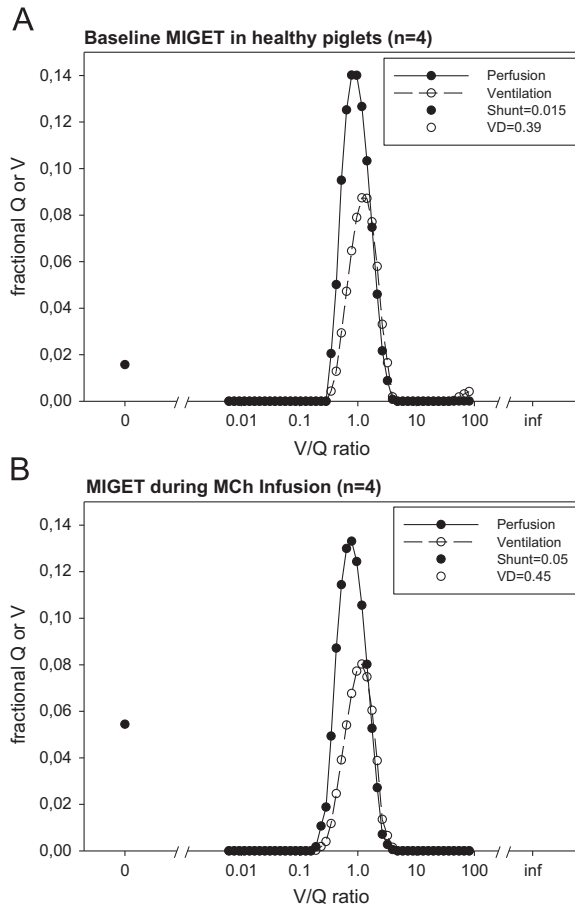 A
Baseline MIGET in healthy piglets (n=4)
0,14
0,12
0,10
0,08
0,06
0,04
0,02
0,00
fractional Q or V
Perfusion
Ventilation
Shunt=0.015
VD=0.39
0 0.01 0.1 1.0 10 100 inf
V/Q ratio
B
MIGET during MCh Infusion (n=4)
0,14
0,12
0,10
0,08
0,06
0,04
0,02
0,00
fractional Q or V
Perfusion
Ventilation
Shunt=0.05
VD=0.45
0 0.01 0.1 1.0 10 100 inf
V/Q ratio